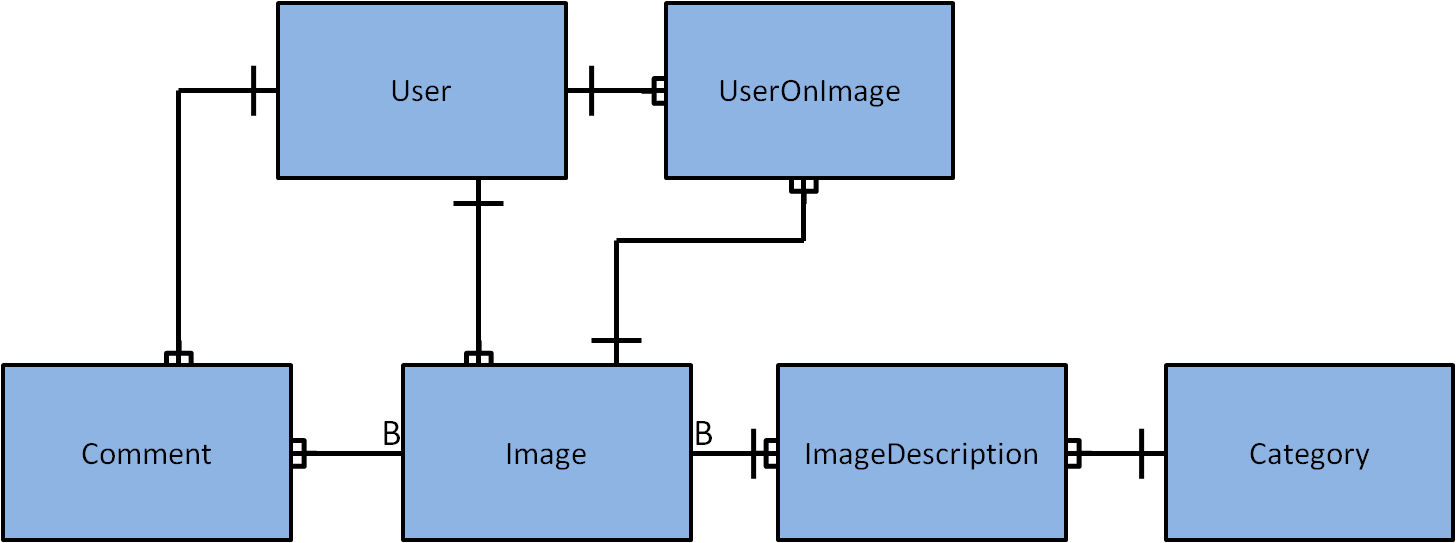 User
UserOnImage
B
B
Comment
Image
ImageDescription
Category